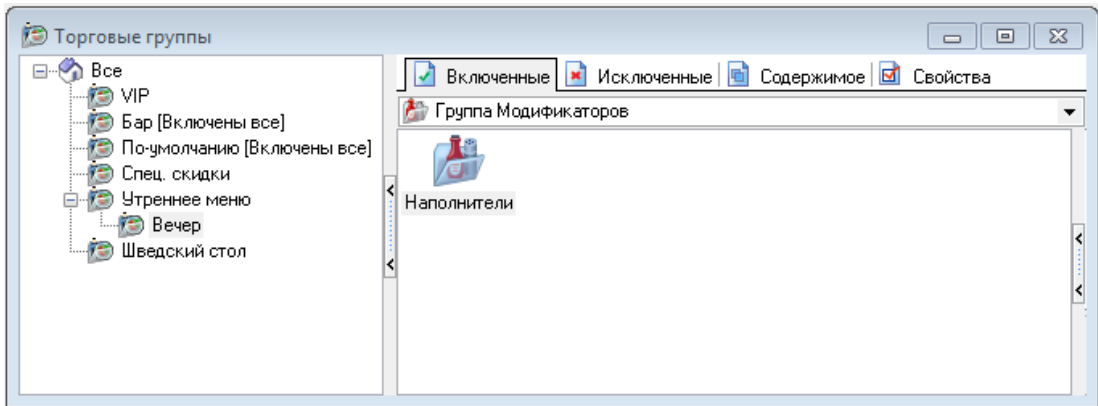 Торговые группы
Все
VIP
Бар [Включены все]
По-умолчанию [Включены все]
Спец. скидки
Утреннее меню
Вечер
Шведский стол
Включенные Исключенные Содержимое Свойства
Группа Модификаторов
Наполнители